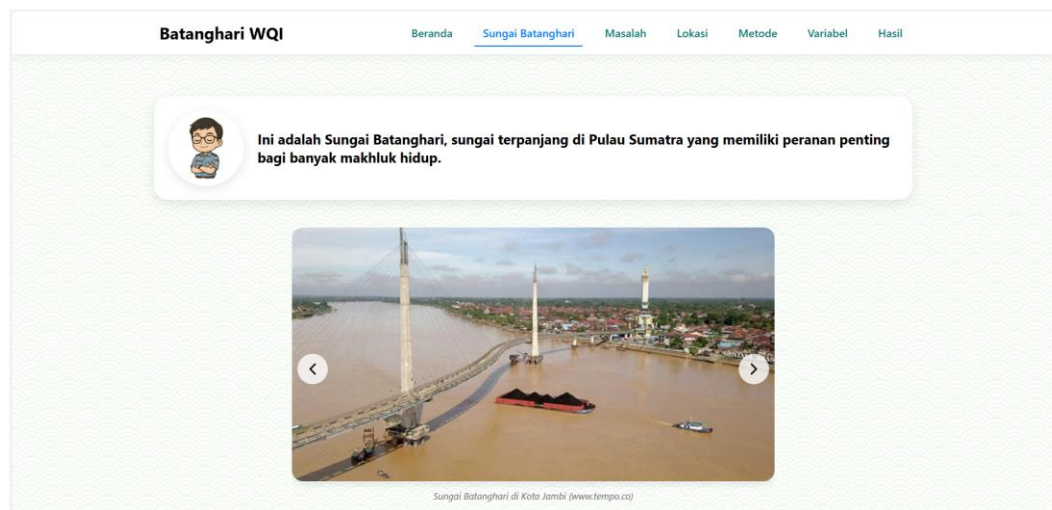 Batanghari WQI
Beranda
Sungai Batanghari
Masalah
Lokasi
Metode
Variabel
Hasil
Ini adalah Sungai Batanghari, sungai terpanjang di Pulau Sumatra yang memiliki peranan penting
bagi banyak makhluk hidup.
Sungai Batanghari di Kota Jambi (www.tempo.co)